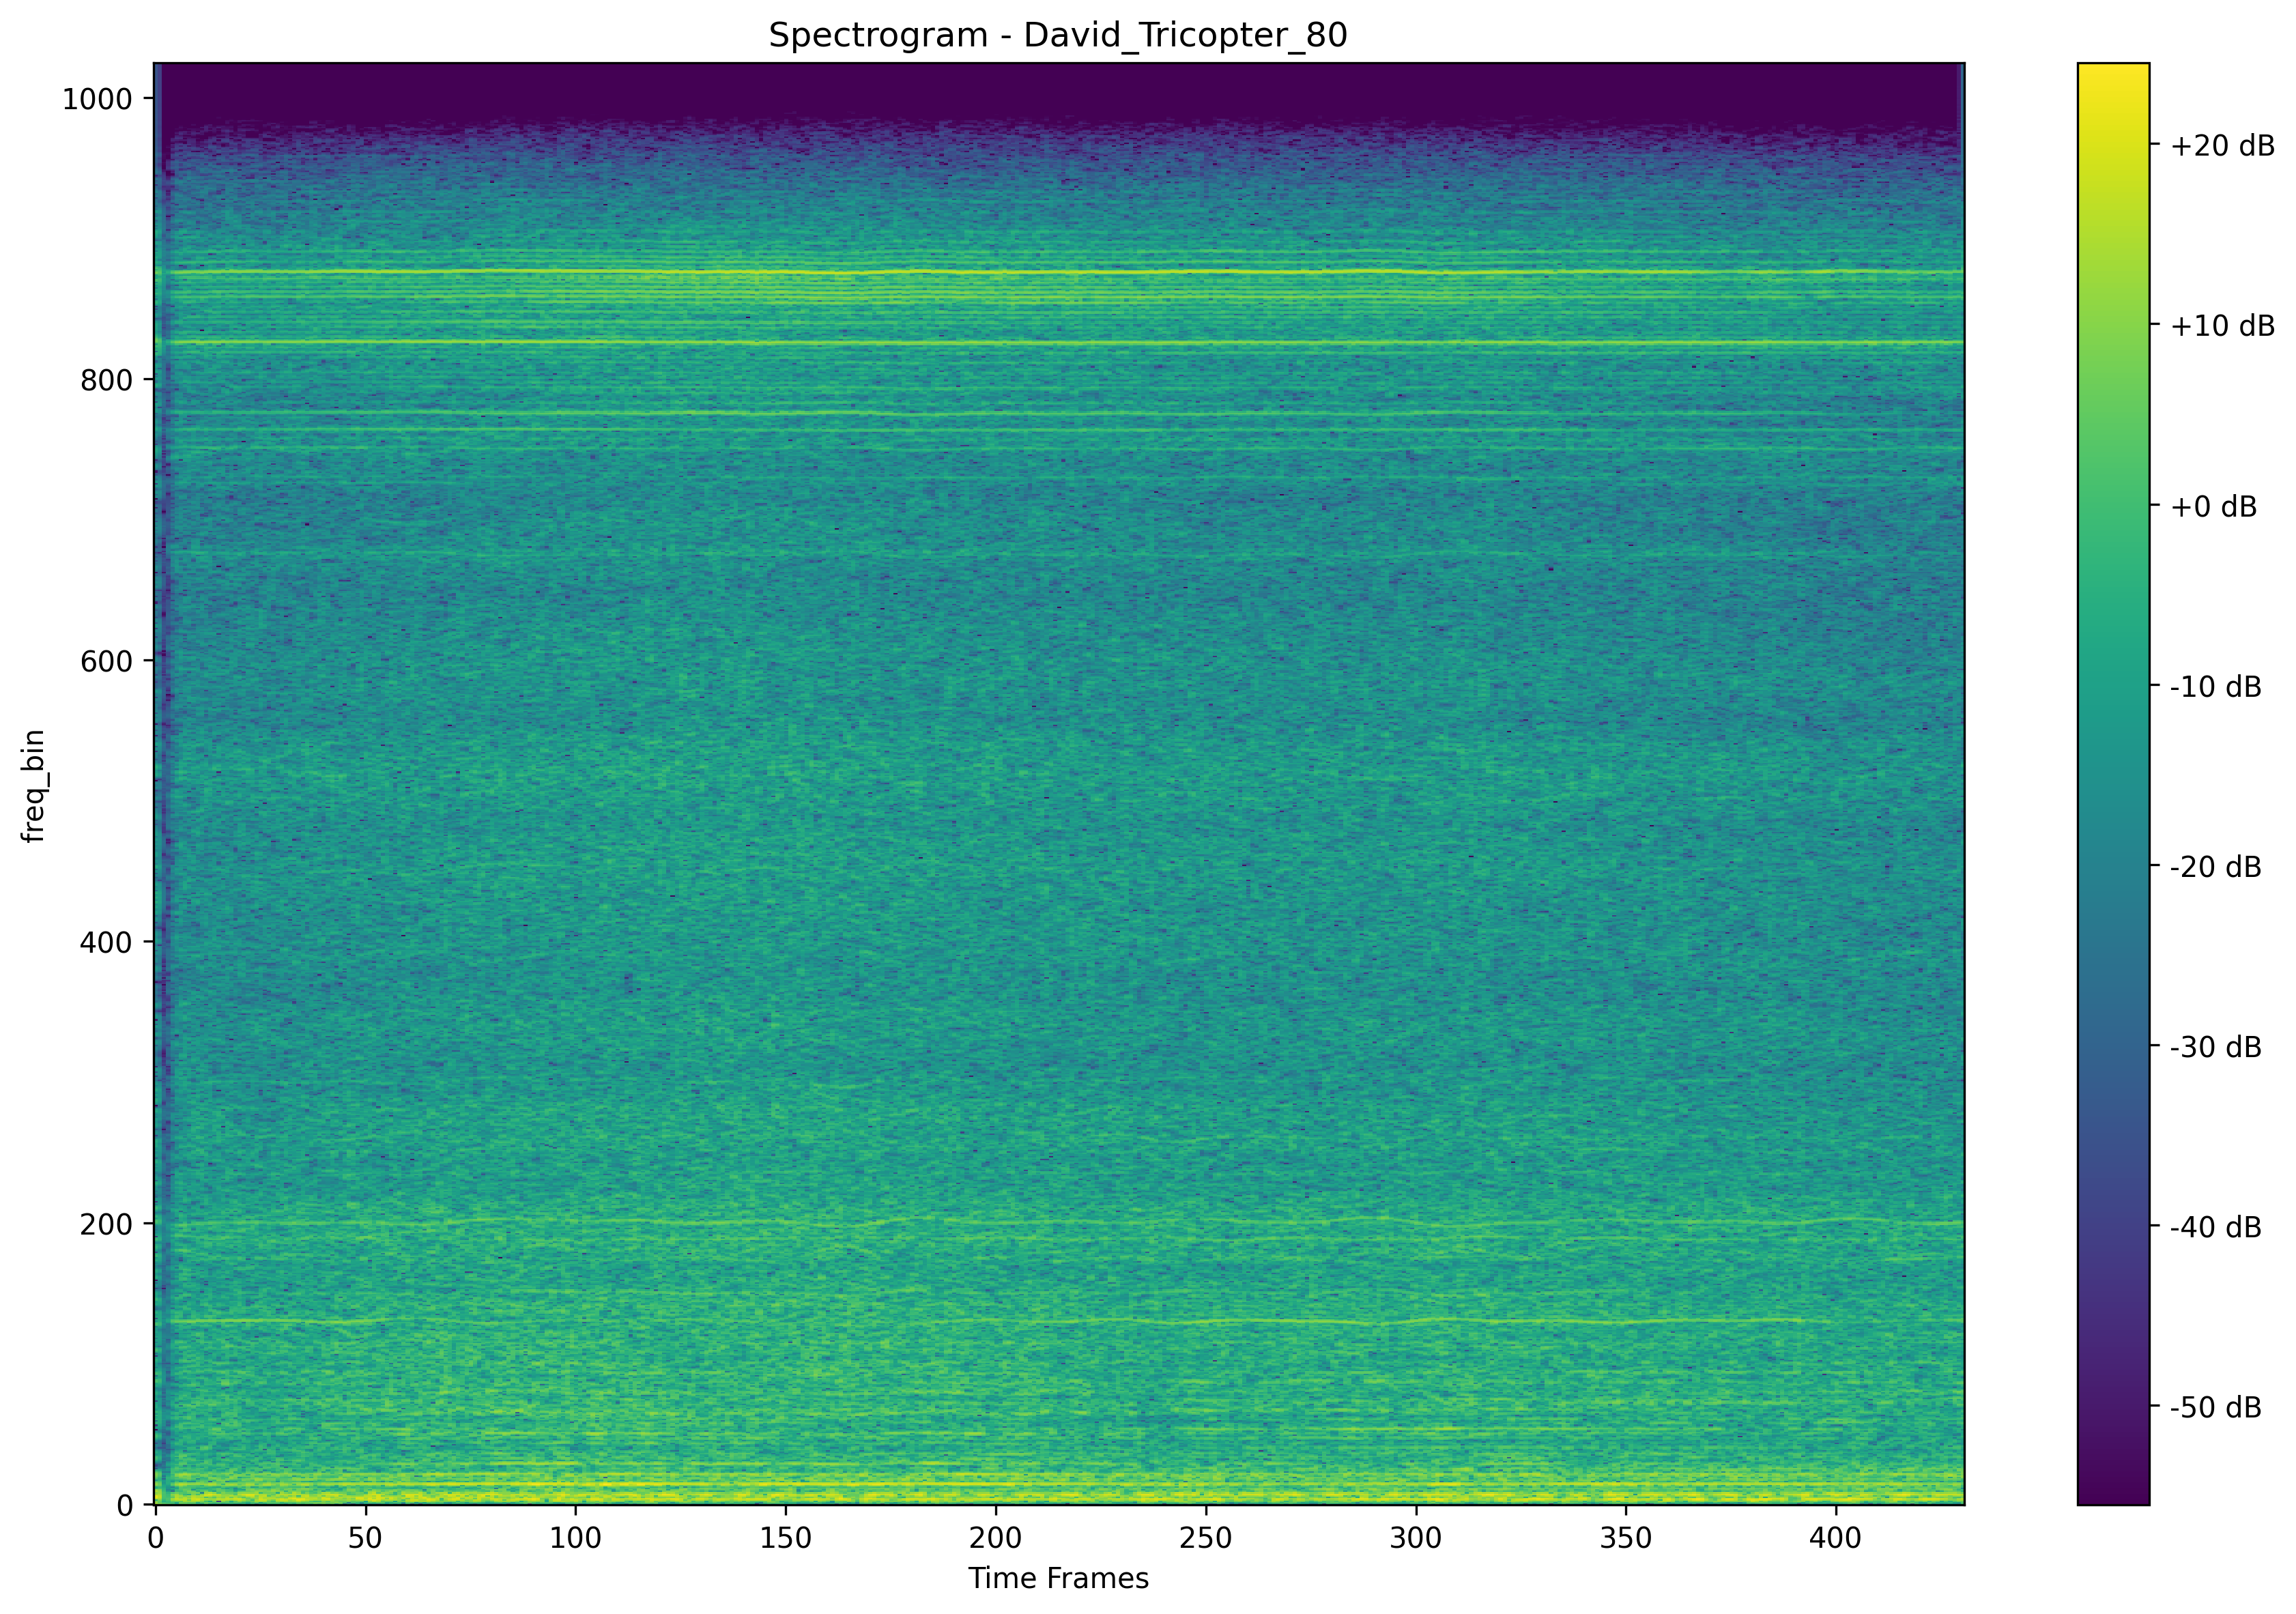 Spectrogram - David_Tricopter_80
1000
800
600
400
200
0
freq_bin
0 50 100 150 200 250 300 350 400
Time Frames
+20 dB
+10 dB
+0 dB
-10 dB
-20 dB
-30 dB
-40 dB
-50 dB